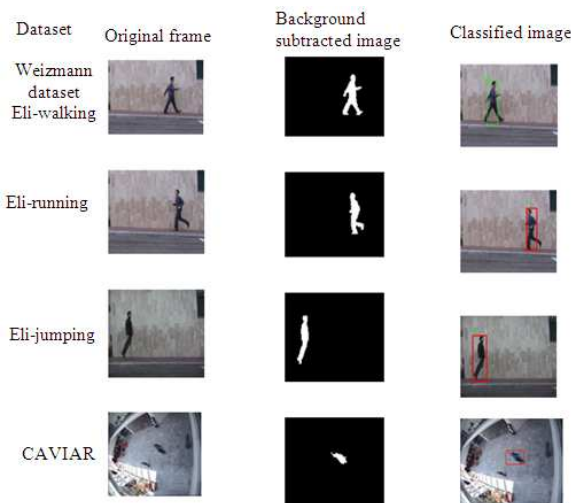 Dataset
Original frame
Background
subtracted image
Classified image
Weizmann
dataset
Eli-walking
Eli-running
Eli-jumping
CAVIAR